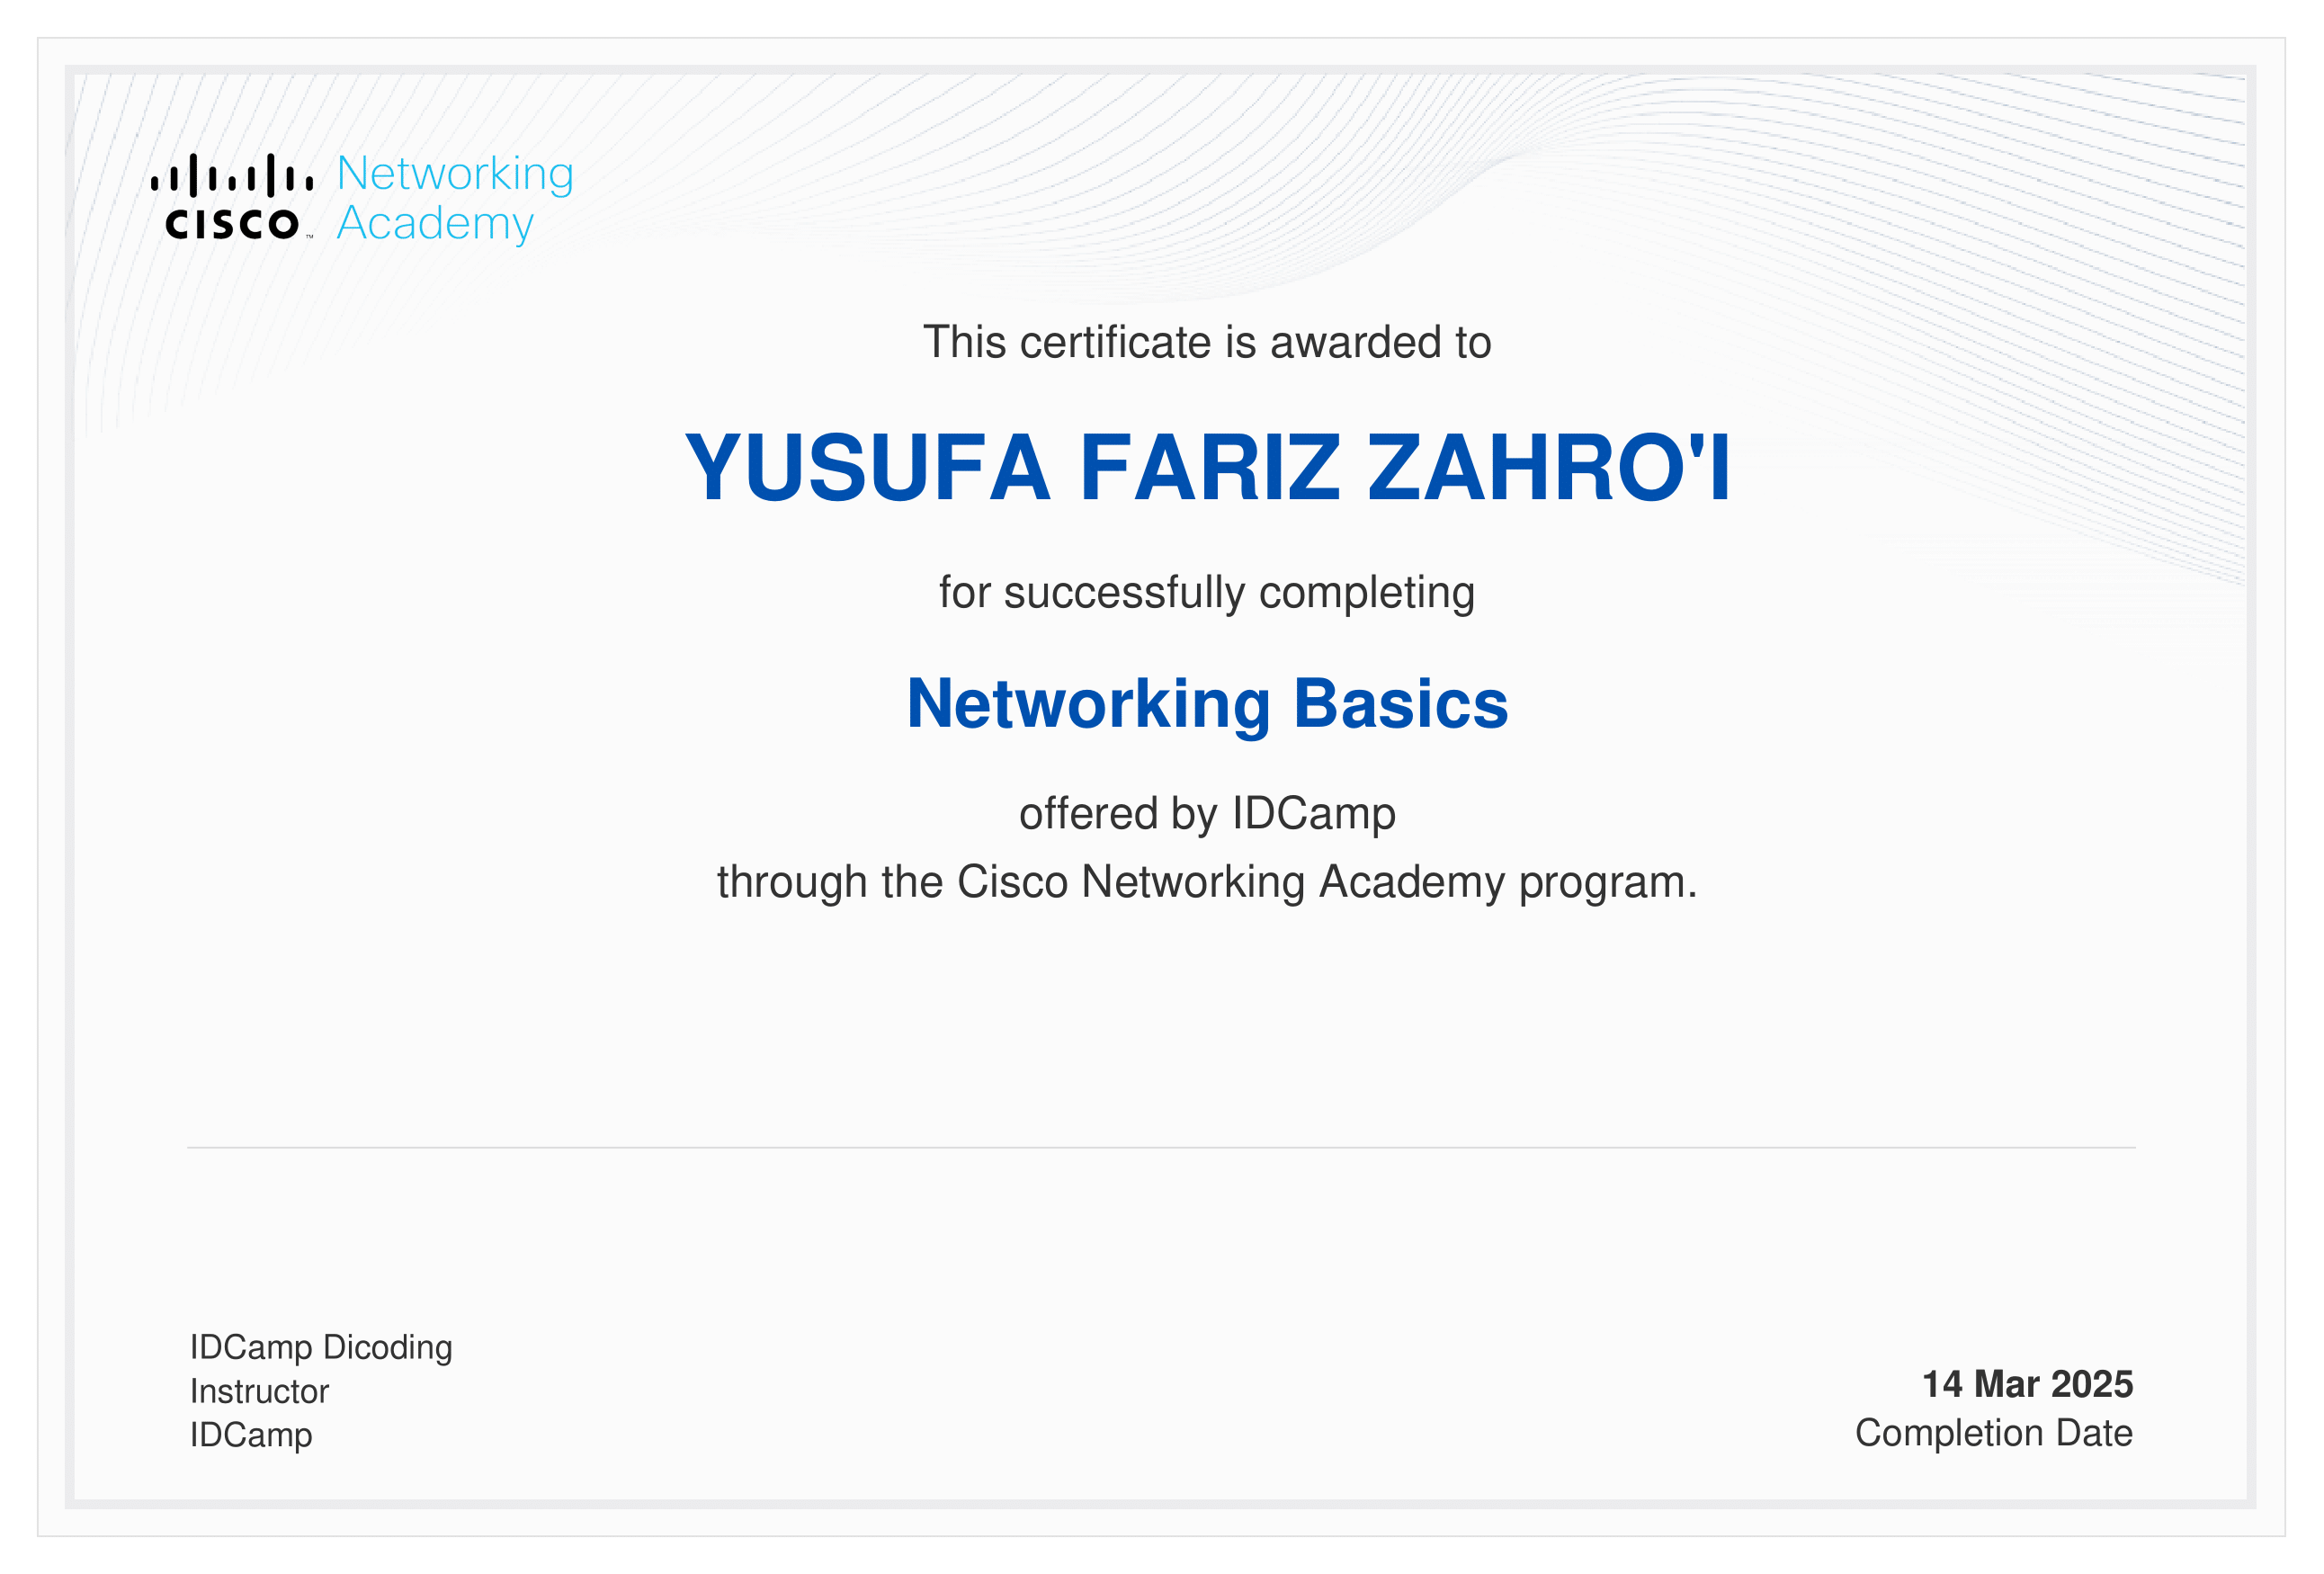 CISCO™ Networking
Academy
This certificate is awarded to
YUSUFA FARIZ ZAHRO'I
for successfully completing
Networking Basics
offered by IDCamp
through the Cisco Networking Academy program.
IDCamp Dicoding
Instructor
IDCamp
14 Mar 2025
Completion Date